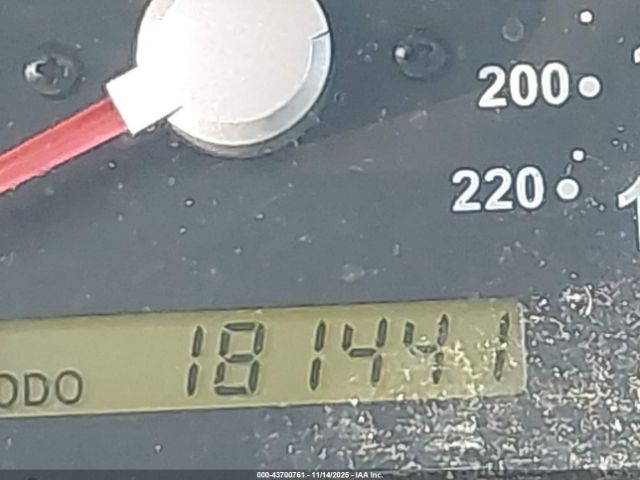 200
220
ODO 181441
000-43700761 - 11/14/2025 - IAA Inc.